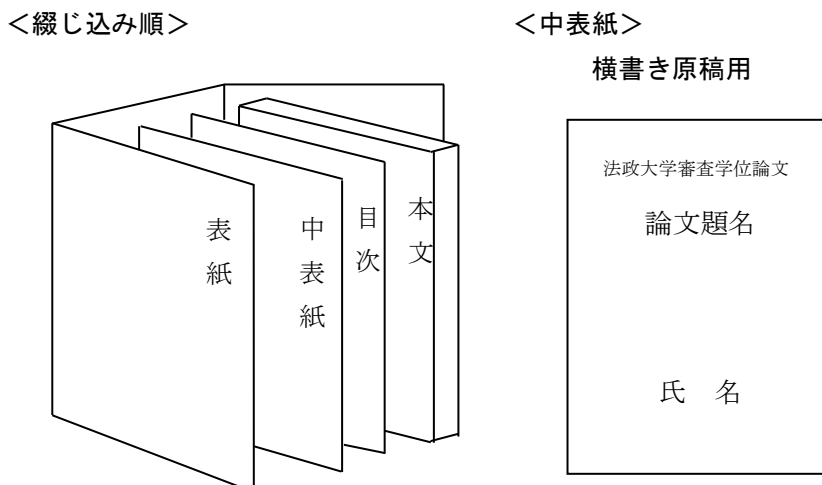 ＜綴じ込み順＞
表紙
中表紙
目次
本文
＜中表紙＞
横書き原稿用
法政大学審査学位論文
論文題名
氏　名